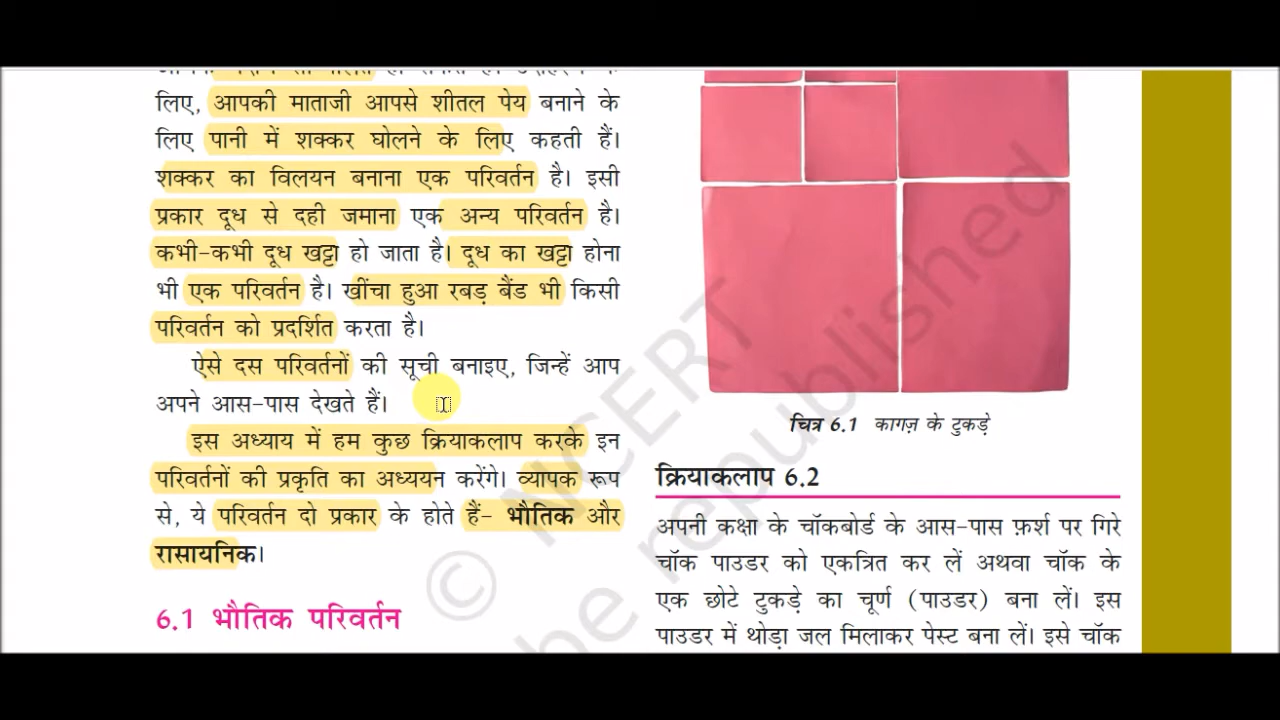 लिए, आपकी माताजी आपसे शीतल पेय बनाने के
लिए पानी में शक्कर घोलने के लिए कहती हैं।
शक्कर का विलयन बनाना एक परिवर्तन है। इसी
प्रकार दूध से दही जमाना एक अन्य परिवर्तन है।
कभी-कभी दूध खट्टा हो जाता है। दूध का खट्टा होना
भी एक परिवर्तन है। खींचा हुआ रबड़ बैंड भी किसी
परिवर्तन को प्रदर्शित करता है।
ऐसे दस परिवर्तनों की सूची बनाइए, जिन्हें आप
अपने आस-पास देखते हैं।
इस अध्याय में हम कुछ क्रियाकलाप करके इन
परिवर्तनों की प्रकृति का अध्ययन करेंगे। व्यापक रूप
से, ये परिवर्तन दो प्रकार के होते हैं- भौतिक और
रासायनिक।
6.1 भौतिक परिवर्तन
चित्र 6.1 कागज़ के टुकड़े
क्रियाकलाप 6.2
अपनी कक्षा के चॉकबोर्ड के आस-पास फ़र्श पर गिरे
चॉक पाउडर को एकत्रित कर लें अथवा चॉक के
एक छोटे टुकड़े का चूर्ण (पाउडर) बना लें। इस
पाउडर में थोड़ा जल मिलाकर पेस्ट बना लें। इसे चॉक
© NCERT
be republished